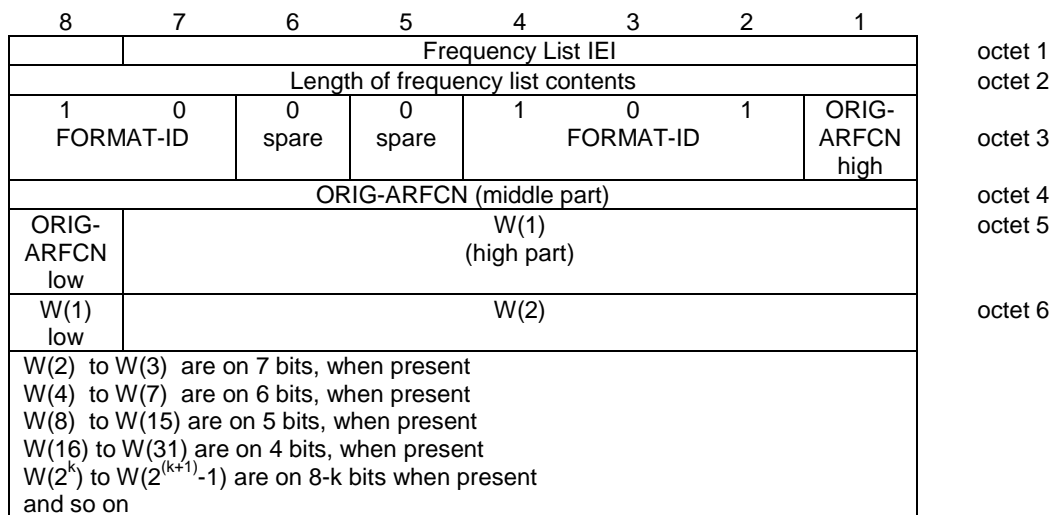 8 7 6 5 4 3 2 1
Frequency List IEI octet 1
Length of frequency list contents octet 2
1 0 0 0 1 0 1 ORIG-
FORMAT-ID spare spare FORMAT-ID ARFCN octet 3
high
ORIG-ARFCN (middle part) octet 4
ORIG- W(1) octet 5
ARFCN (high part)
low
W(1) W(2) octet 6
low
W(2) to W(3) are on 7 bits, when present
W(4) to W(7) are on 6 bits, when present
W(8) to W(15) are on 5 bits, when present
W(16) to W(31) are on 4 bits, when present
W(2^k) to W(2^(k+1)-1) are on 8-k bits when present
and so on